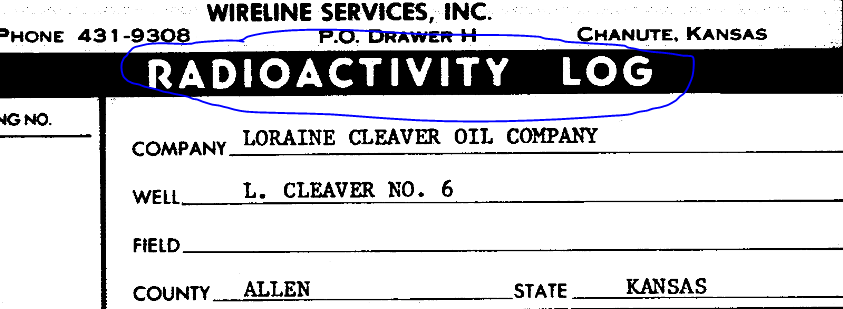 WIRELINE SERVICES, INC.
PHONE 431-9308 P.O. DRAWER H CHANUTE, KANSAS
RADIOACTIVITY LOG
NG NO.
COMPANY LORAINE CLEAVER OIL COMPANY
WELL L. CLEAVER NO. 6
FIELD
COUNTY ALLEN STATE KANSAS